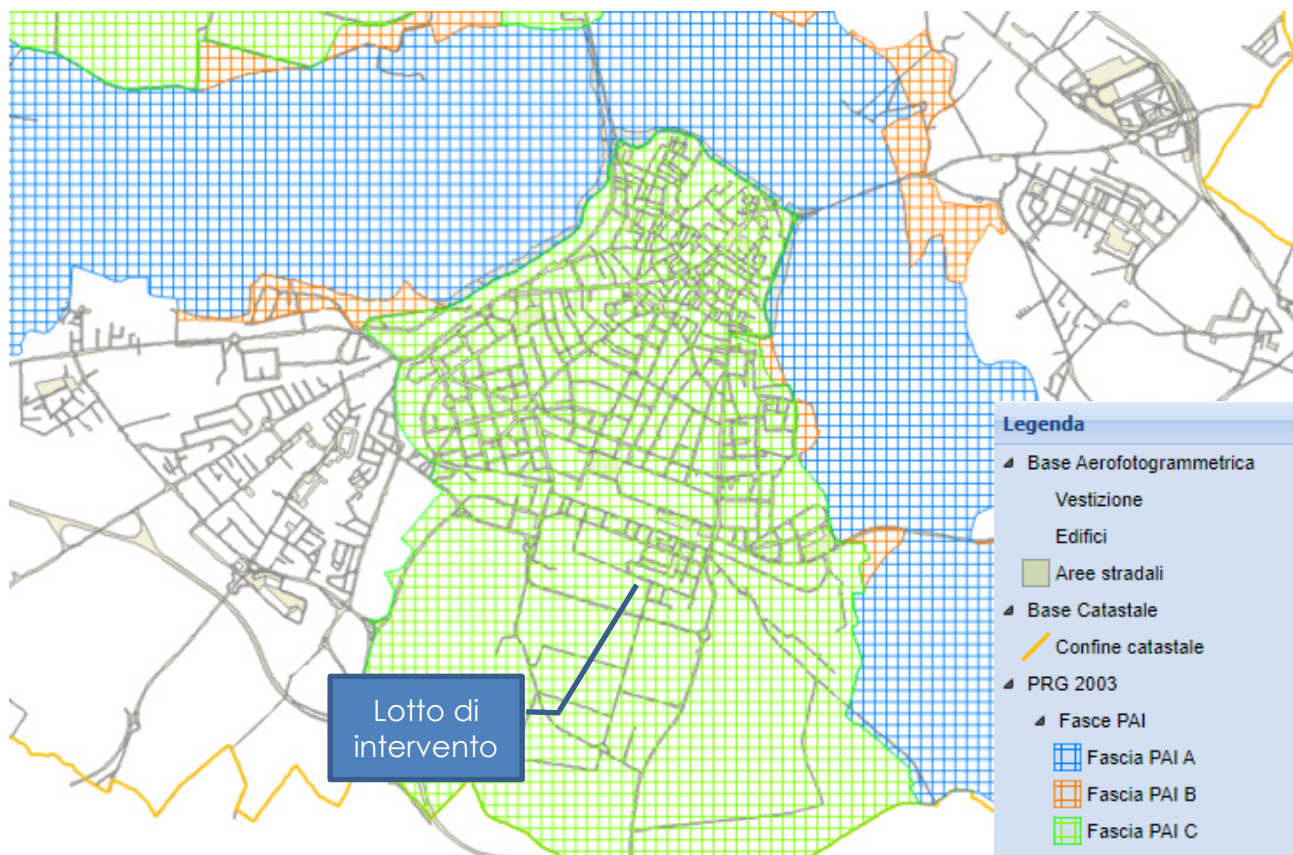 Lotto di
intervento
Legenda
Base Aerofotogrammetrica
Vestizione
Edifici
Aree stradali
Base Catastale
Confine catastale
PRG 2003
Fasce PAI
Fascia PAI A
Fascia PAI B
Fascia PAI C